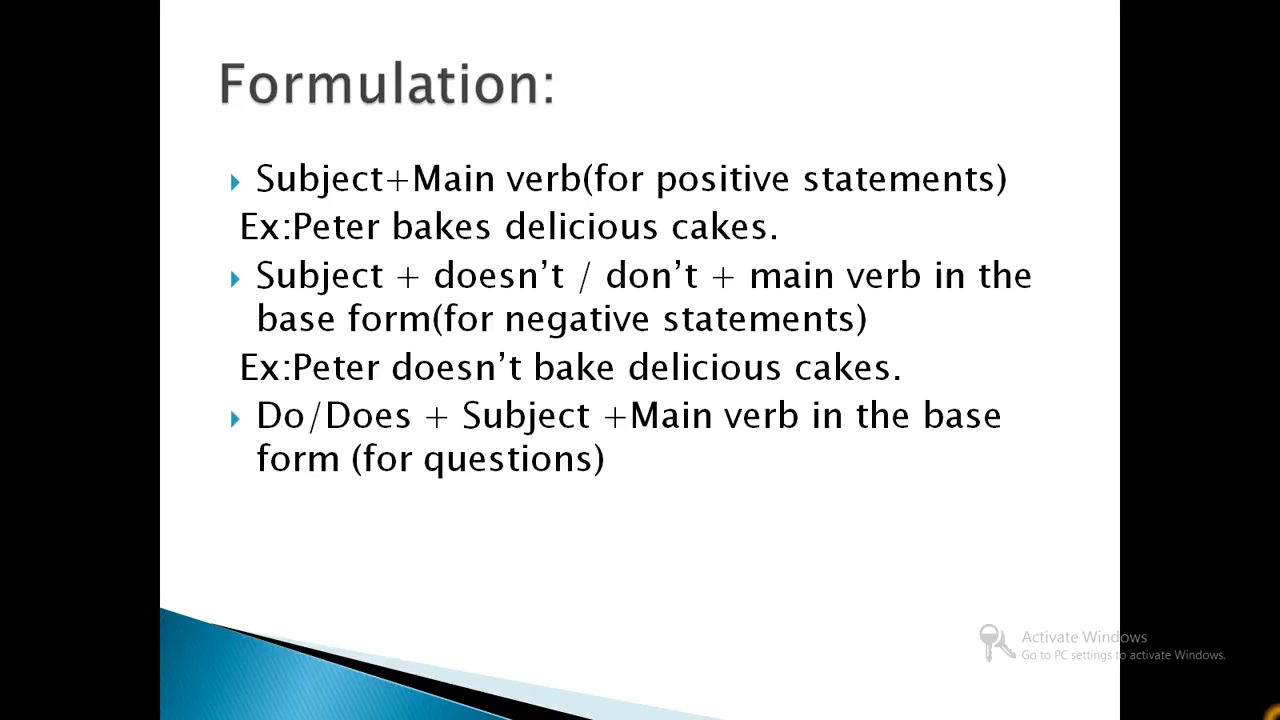 Formulation:
Subject+Main verb(for positive statements)
Ex:Peter bakes delicious cakes.
Subject + doesn’t / don’t + main verb in the
base form(for negative statements)
Ex:Peter doesn’t bake delicious cakes.
Do/Does + Subject +Main verb in the base
form (for questions)
Activate Windows
Go to PC settings to activate Windows.